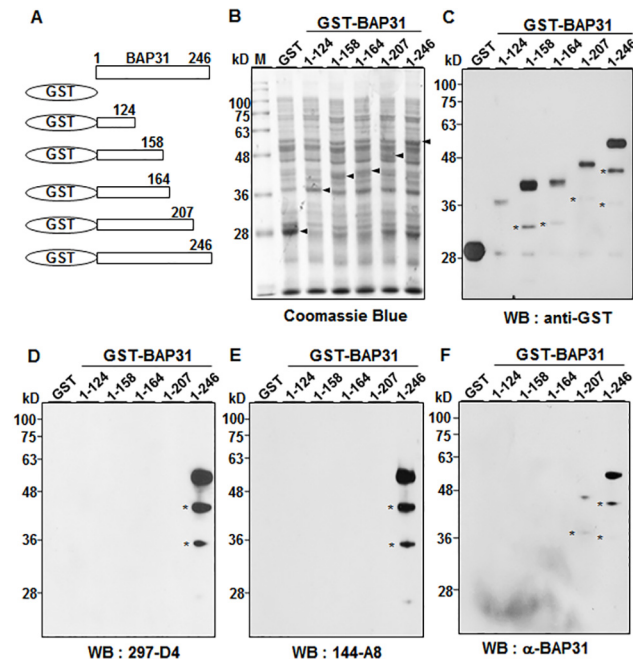 A
1 BAP31 246
GST
GST 124
GST 158
GST 164
GST 207
GST 246
B
GST-BAP31
kD M GST 1-124 1-158 1-164 1-207 1-246
100
75
63
48
36
28
Coomassie Blue
C
GST-BAP31
kD GST 1-124 1-158 1-164 1-207 1-246
100
75
63
48
*
36 *
* *
28
WB : anti-GST
D
GST-BAP31
kD GST 1-124 1-158 1-164 1-207 1-246
100
75
63
48
*
36 *
28
WB : 297-D4
E
GST-BAP31
kD GST 1-124 1-158 1-164 1-207 1-246
100
75
63
48
*
36 *
28
WB : 144-A8
F
GST-BAP31
kD GST 1-124 1-158 1-164 1-207 1-246
100
75
63
48
*
36 * *
28
WB : α-BAP31